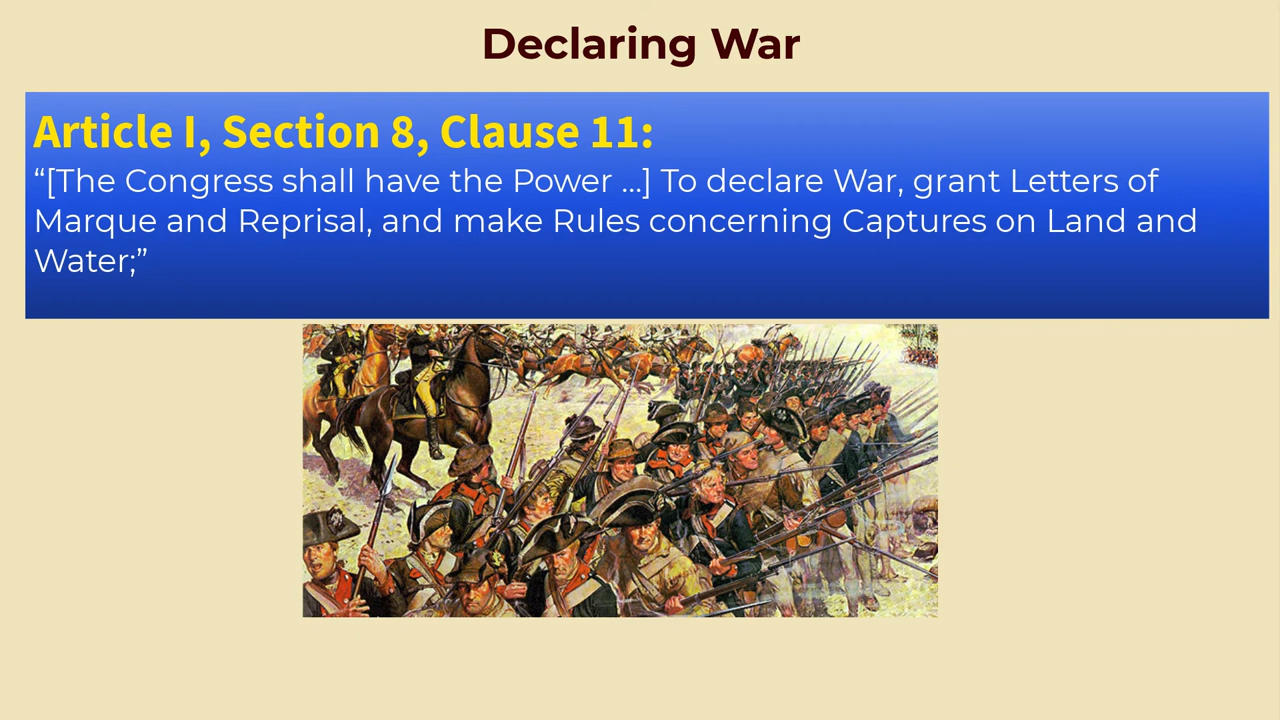 Declaring War
Article I, Section 8, Clause 11:
“[The Congress shall have the Power ...] To declare War, grant Letters of
Marque and Reprisal, and make Rules concerning Captures on Land and
Water;”